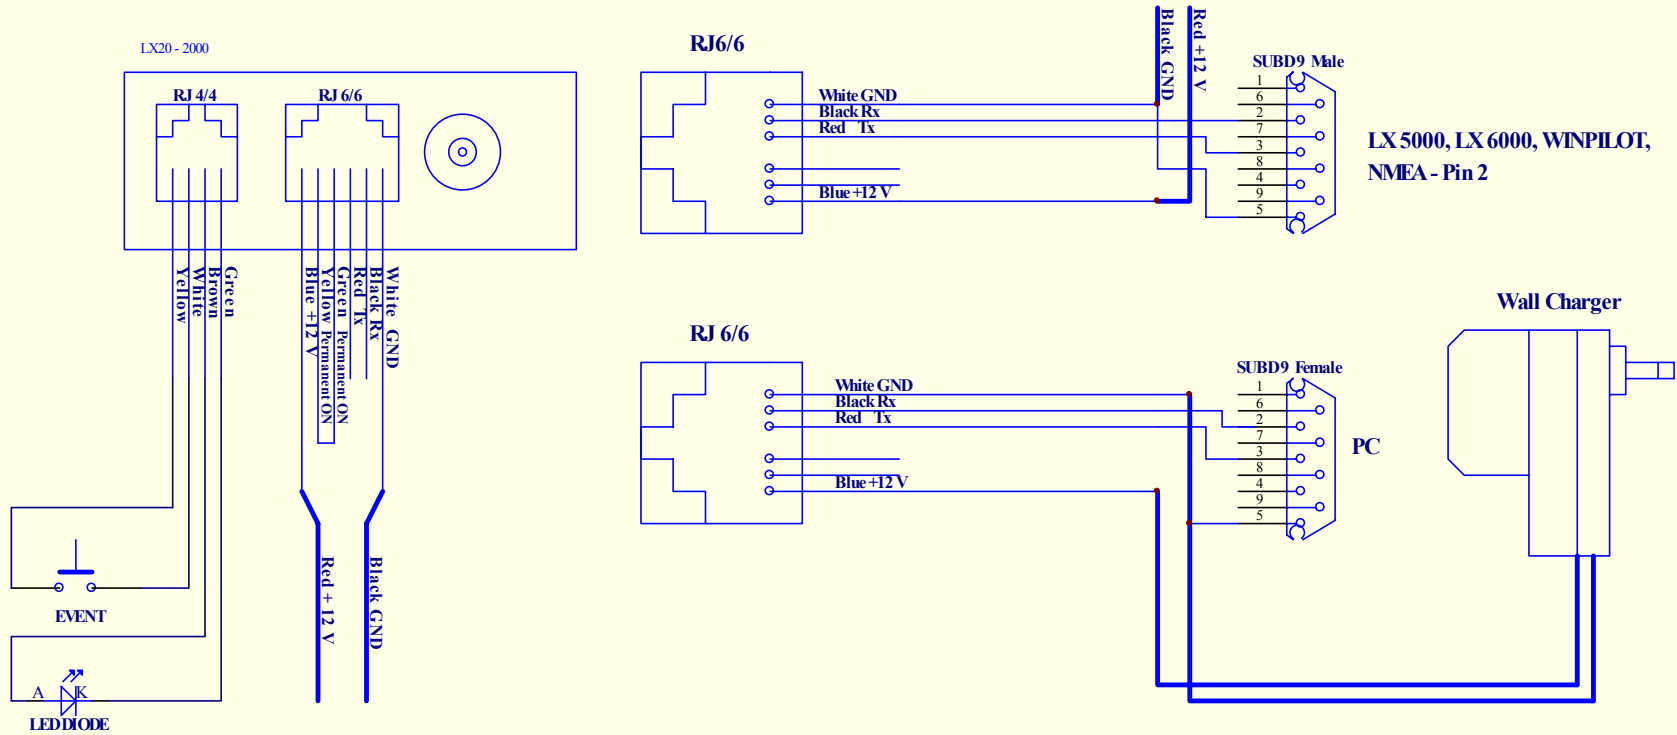 LX20 - 2000
RJ 4/4
RJ 6/6
Yellow
White
Brown
Green
Blue +12 V
Yellow Permanent ON
Green Permanent ON
Red Tx
Black Rx
White GND
Red + 12 V
Black GND
EVENT
A
K
LED DIODE
RJ6/6
White GND
Black Rx
Red Tx
Blue +12 V
Black GND
Red +12 V
SUBD9 Male
1
6
2
7
3
8
4
9
5
LX 5000, LX 6000, WINPILOT,
NMEA - Pin 2
RJ 6/6
White GND
Black Rx
Red Tx
Blue +12 V
SUBD9 Female
1
6
2
7
3
8
4
9
5
PC
Wall Charger